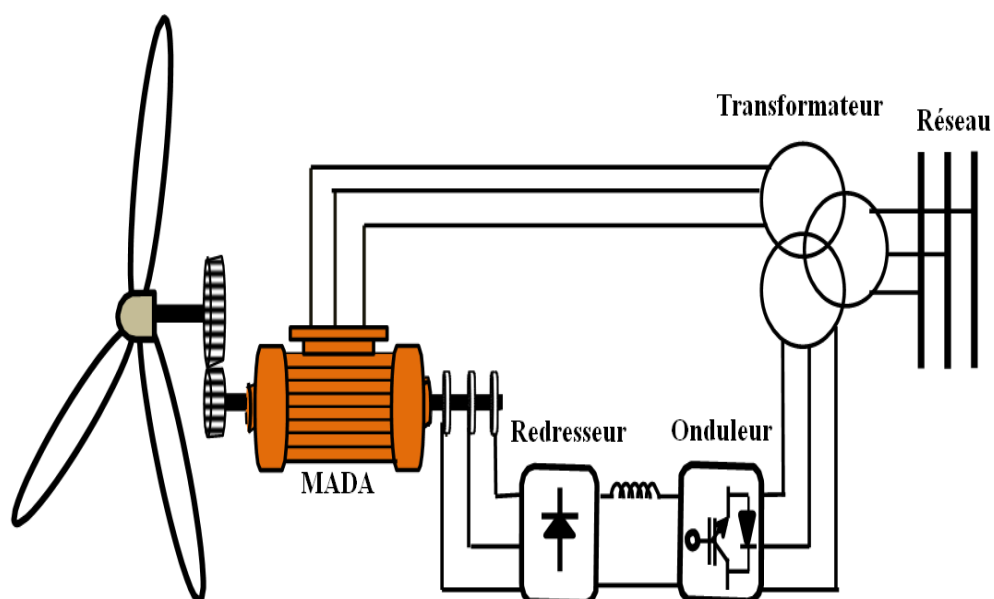 Transformateur
Réseau
Redresseur
Onduleur
MADA